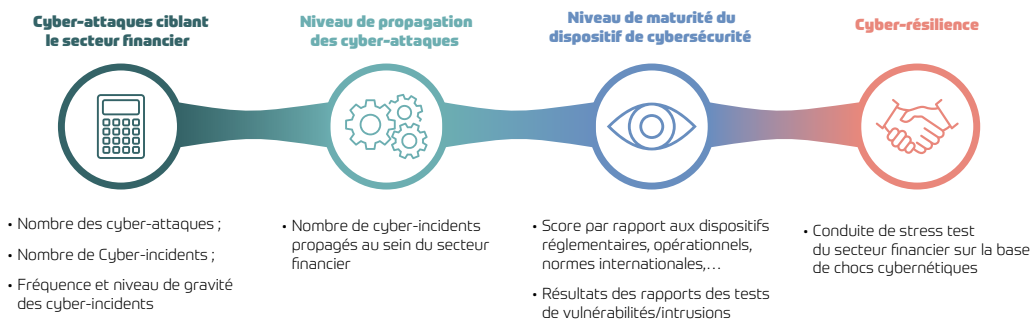 Cyber-attaques ciblant
le secteur financier
Niveau de propagation
des cyber-attaques
Niveau de maturité du
dispositif de cybersécurité
Cyber-résilience
• Nombre des cyber-attaques ;
• Nombre de Cyber-incidents ;
• Fréquence et niveau de gravité
des cyber-incidents
• Nombre de cyber-incidents
propagés au sein du secteur
financier
• Score par rapport aux dispositifs
réglementaires, opérationnels,
normes internationales,...
• Résultats des rapports des tests
de vulnérabilités/intrusions
• Conduite de stress test
du secteur financier sur la base
de chocs cybernétiques